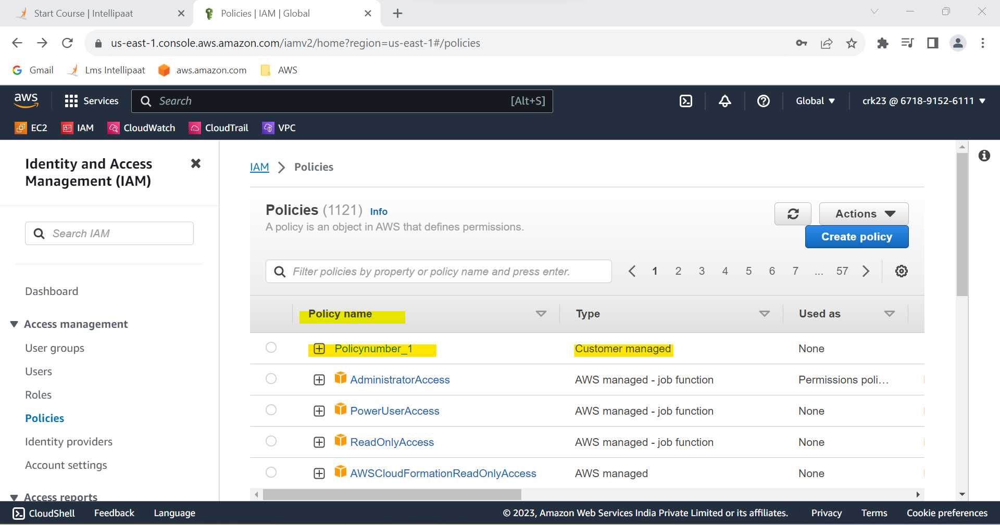 Start Course | Intellipaat
Policies | IAM | Global
us-east-1.console.aws.amazon.com/iamv2/home?region=us-east-1#/policies
Gmail
Lms Intellipaat
aws.amazon.com
AWS
aws
Services
Search
[Alt+S]
Global
crk23 @ 6718-9152-6111
EC2
IAM
CloudWatch
CloudTrail
VPC
Identity and Access
Management (IAM)
Search IAM
Dashboard
Access management
User groups
Users
Roles
Policies
Identity providers
Account settings
Access reports
IAM > Policies
Policies (1121) Info
A policy is an object in AWS that defines permissions.
Actions
Create policy
Filter policies by property or policy name and press enter.
1 2 3 4 5 6 7 ... 57
Policy name Type Used as
Policynumber_1 Customer managed None
AdministratorAccess AWS managed - job function Permissions poli...
PowerUserAccess AWS managed - job function None
ReadOnlyAccess AWS managed - job function None
AWSCloudFormationReadOnlyAccess AWS managed None
CloudShell Feedback Language
© 2023, Amazon Web Services India Private Limited or its affiliates. Privacy Terms Cookie preferences